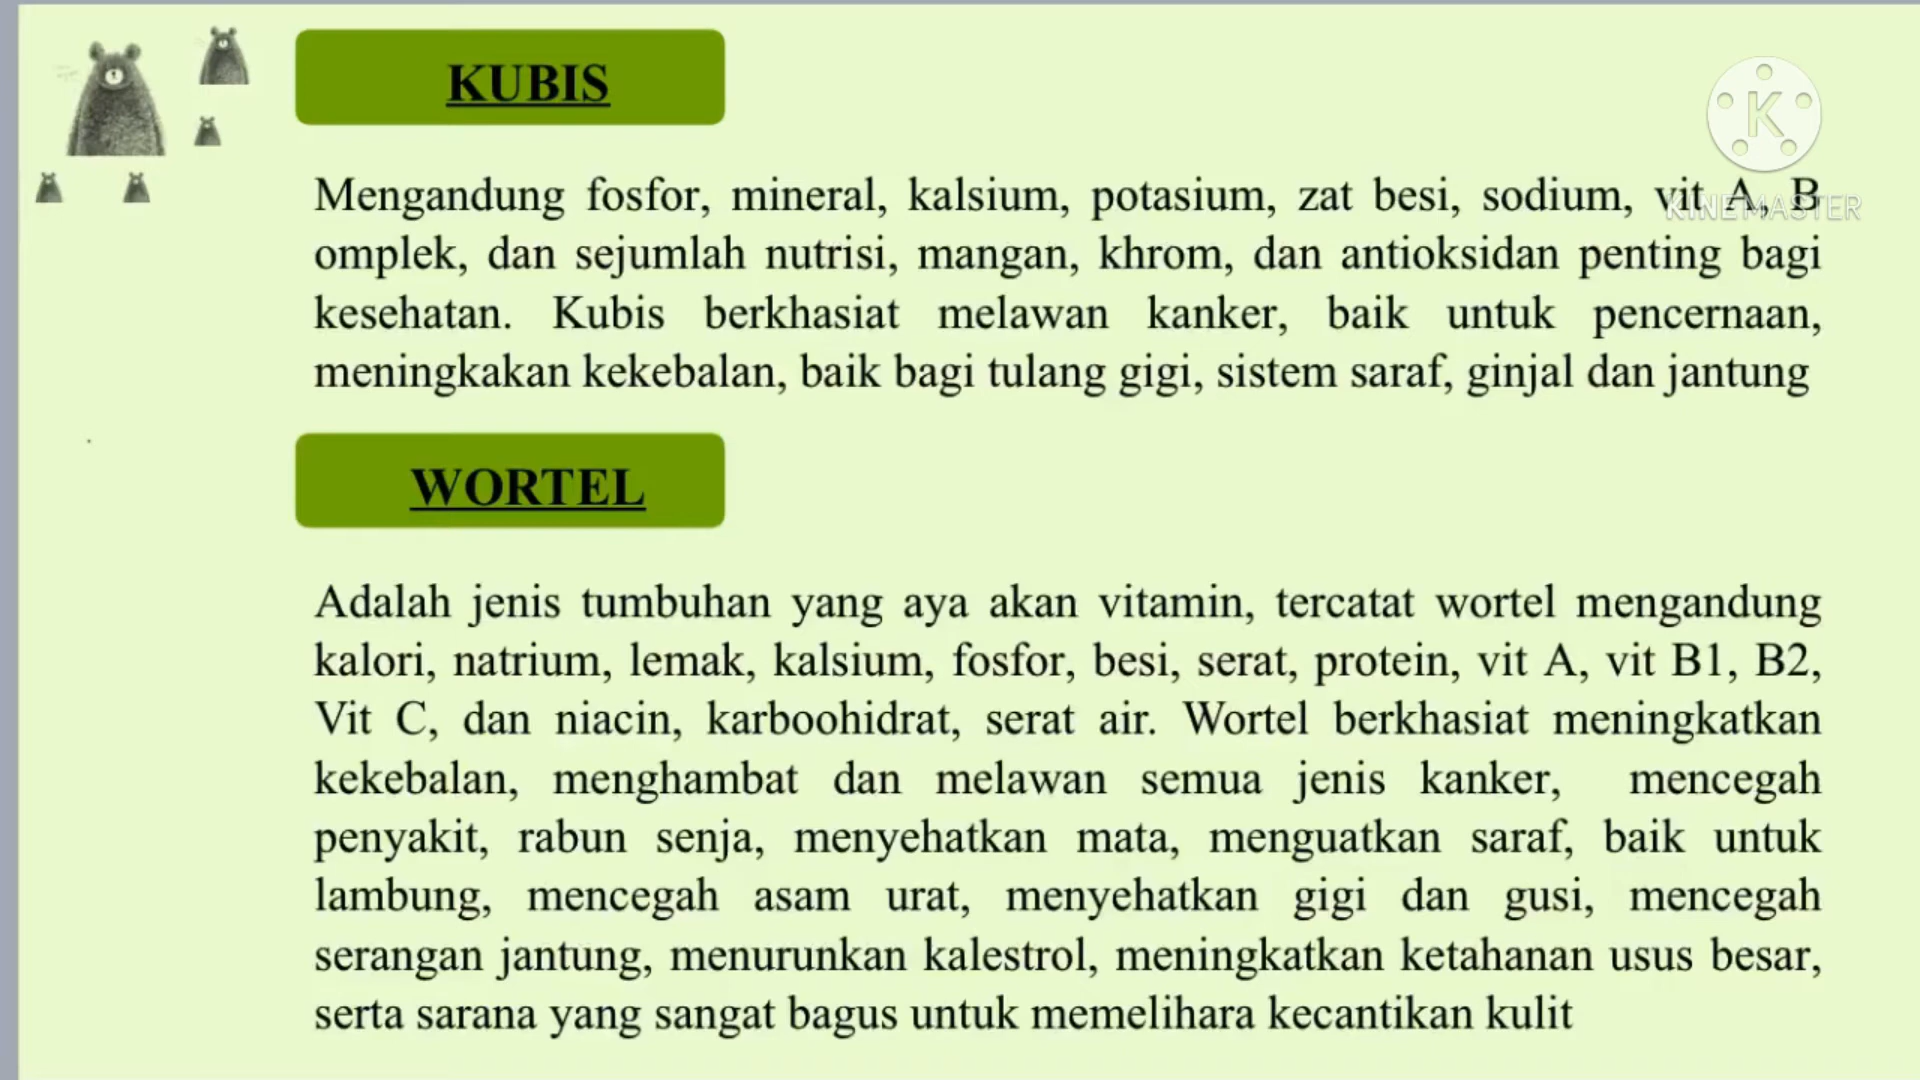 KUBIS
Mengandung fosfor, mineral, kalsium, potasium, zat besi, sodium, vit A, B
omplek, dan sejumlah nutrisi, mangan, khrom, dan antioksidan penting bagi
kesehatan. Kubis berkhasiat melawan kanker, baik untuk pencernaan,
meningkakan kekebalan, baik bagi tulang gigi, sistem saraf, ginjal dan jantung
WORTEL
Adalah jenis tumbuhan yang aya akan vitamin, tercatat wortel mengandung
kalori, natrium, lemak, kalsium, fosfor, besi, serat, protein, vit A, vit B1, B2,
Vit C, dan niacin, karboohidrat, serat air. Wortel berkhasiat meningkatkan
kekebalan, menghambat dan melawan semua jenis kanker, mencegah
penyakit, rabun senja, menyehatkan mata, menguatkan saraf, baik untuk
lambung, mencegah asam urat, menyehatkan gigi dan gusi, mencegah
serangan jantung, menurunkan kalestrol, meningkatkan ketahanan usus besar,
serta sarana yang sangat bagus untuk memelihara kecantikan kulit
K
KINEMASTER